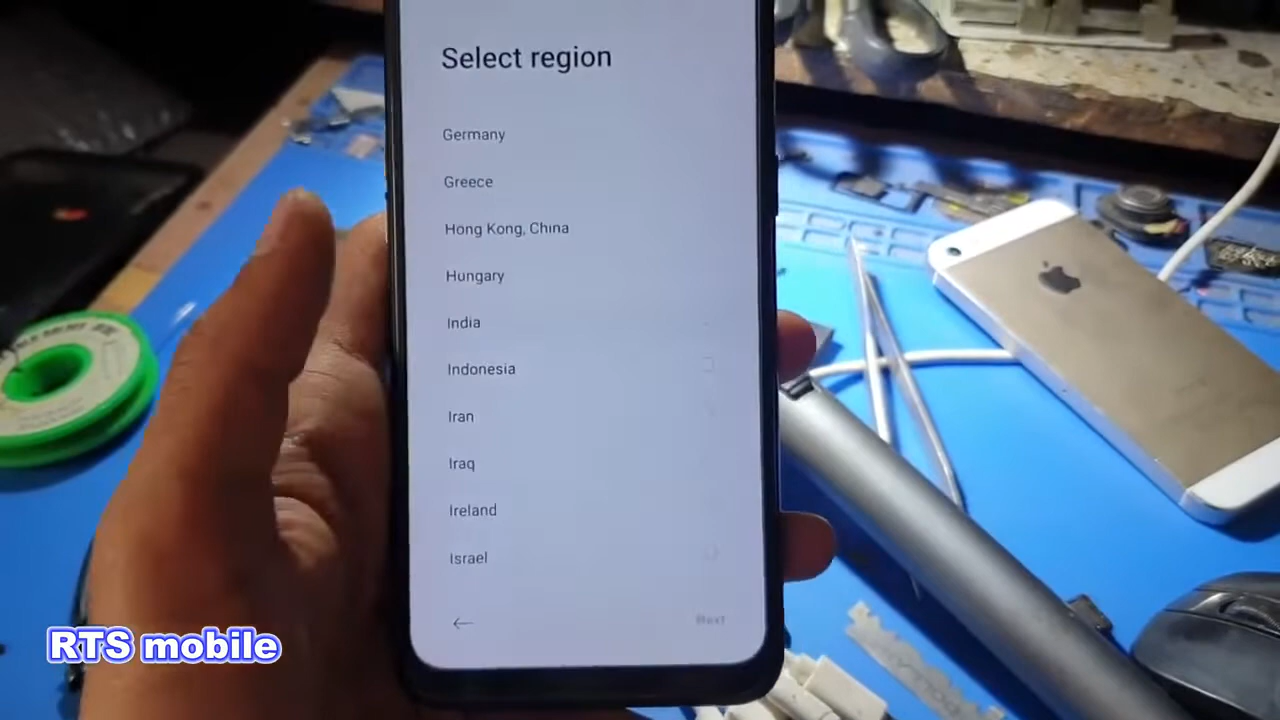 Select region
Germany
Greece
Hong Kong, China
Hungary
India
Indonesia
Iran
Iraq
Ireland
Israel
Next
RTS mobile